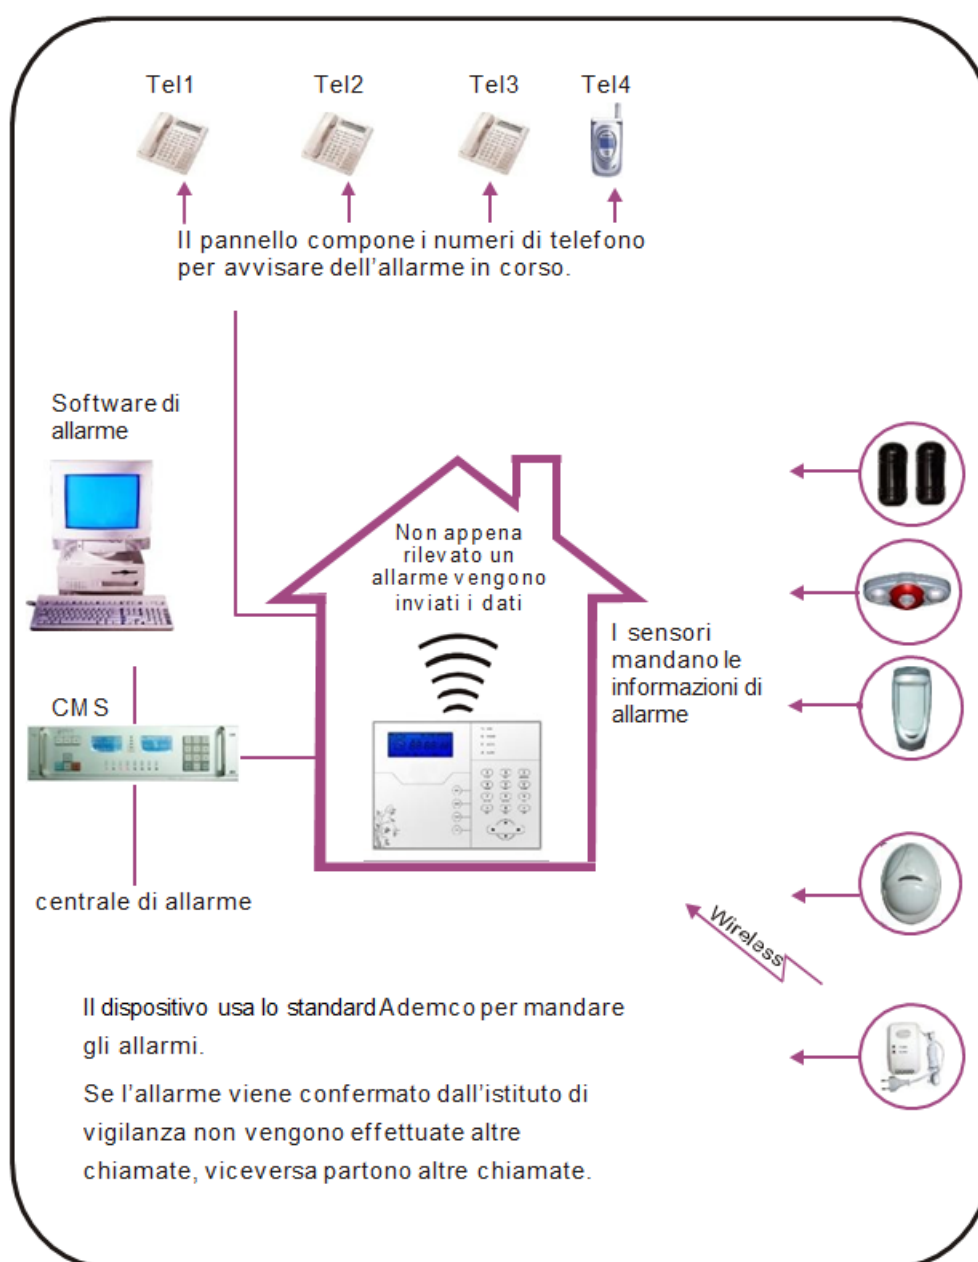 Tel1 Tel2 Tel3 Tel4
Il pannello compone i numeri di telefono
per avvisare dell'allarme in corso.
Software di
allarme
Non appena
rilevato un
allarme vengono
inviati i dati
I sensori
mandano le
informazioni di
allarme
CMS
centrale di allarme
Wireless
Il dispositivo usa lo standard Ademco per mandare
gli allarmi.
Se l'allarme viene confermato dall'istituto di
vigilanza non vengono effettuate altre
chiamate, viceversa partono altre chiamate.